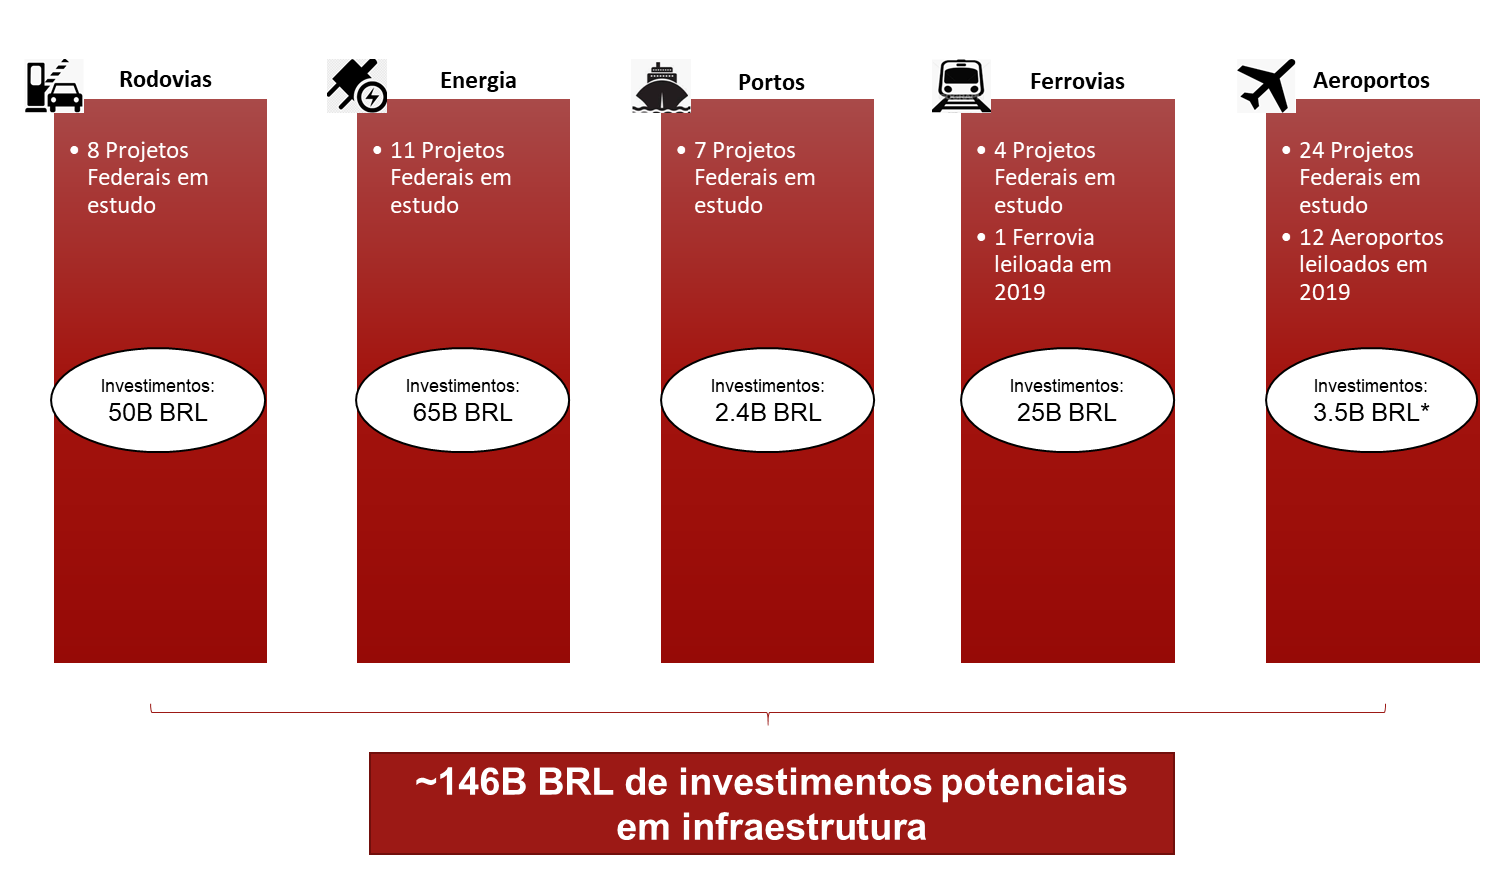 Rodovias
• 8 Projetos
Federais em
estudo
Investimentos:
50B BRL
Energia
• 11 Projetos
Federais em
estudo
Investimentos:
65B BRL
Portos
• 7 Projetos
Federais em
estudo
Investimentos:
2.4B BRL
Ferrovias
• 4 Projetos
Federais em
estudo
• 1 Ferrovia
leiloada em
2019
Investimentos:
25B BRL
Aeroportos
• 24 Projetos
Federais em
estudo
• 12 Aeroportos
leiloados em
2019
Investimentos:
3.5B BRL*
~146B BRL de investimentos potenciais
em infraestrutura